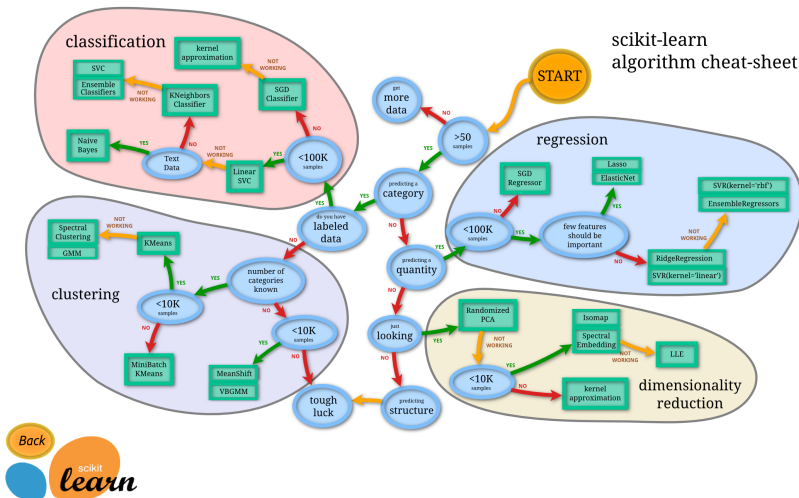 scikit-learn
algorithm cheat-sheet
START
classification
kernel
approximation
SVC
Ensemble
Classifiers
NOT
WORKING
KNeighbors
Classifier
NOT
WORKING
SGD
Classifier
get
more
data
NO
>50
samples
YES
regression
Naive
Bayes
YES
NO
Text
Data
NOT
WORKING
Linear
SVC
YES
NO
<100K
samples
YES
predicting a
category
YES
NO
do you have
labeled
data
NO
SGD
Regressor
NO
<100K
samples
YES
Lasso
ElasticNet
YES
few features
should be
important
NO
SVR(kernel='rbf')
EnsembleRegressors
NOT
WORKING
RidgeRegression
SVR(kernel='linear')
predicting a
quantity
YES
NO
Spectral
Clustering
GMM
NOT
WORKING
KMeans
YES
number of
categories
known
YES
NO
clustering
<10K
samples
NO
<10K
samples
YES
NO
MiniBatch
KMeans
MeanShift
VBGMM
just
looking
YES
NO
Randomized
PCA
NOT
WORKING
Isomap
Spectral
Embedding
NOT
WORKING
LLE
YES
<10K
samples
NO
kernel
approximation
dimensionality
reduction
tough
luck
predicting
structure
Back
scikit
learn